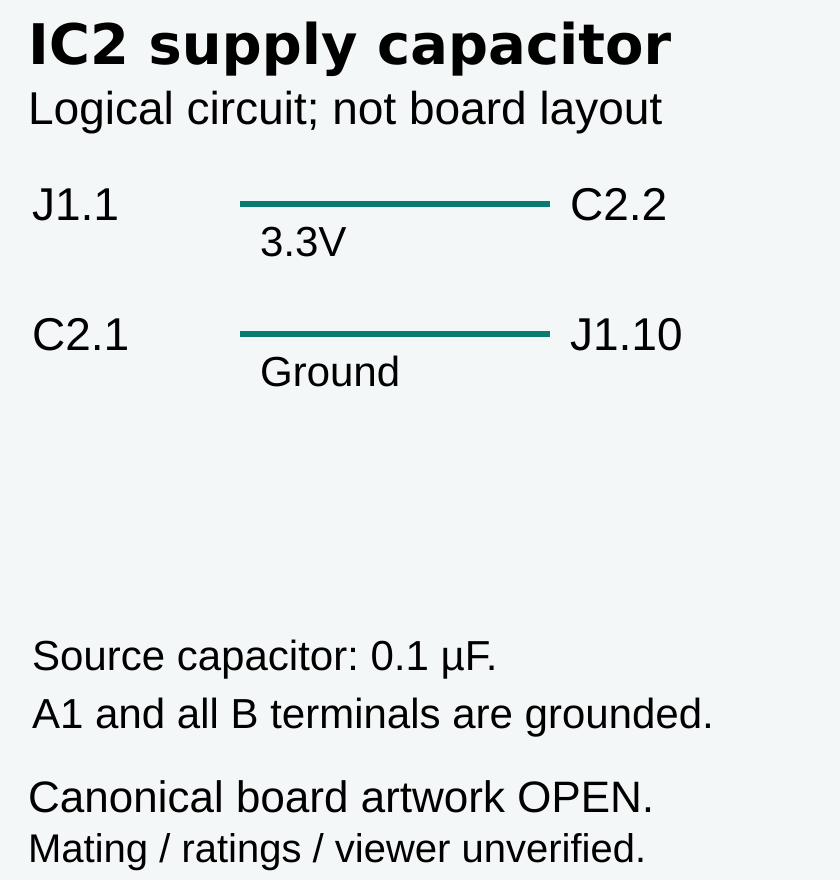 IC2 supply capacitor
Logical circuit; not board layout
J1.1 C2.2
3.3V
C2.1 J1.10
Ground
Source capacitor: 0.1 µF.
A1 and all B terminals are grounded.
Canonical board artwork OPEN.
Mating / ratings / viewer unverified.